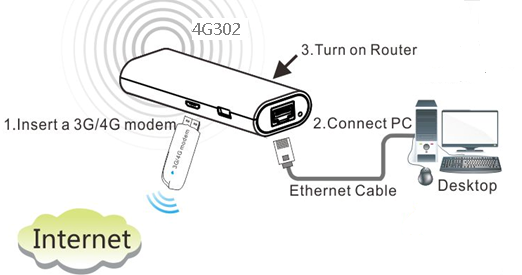 4G302
3.Turn on Router
1.Insert a 3G/4G modem
2.Connect PC
3G/4G modem
Ethernet Cable
Desktop
Internet